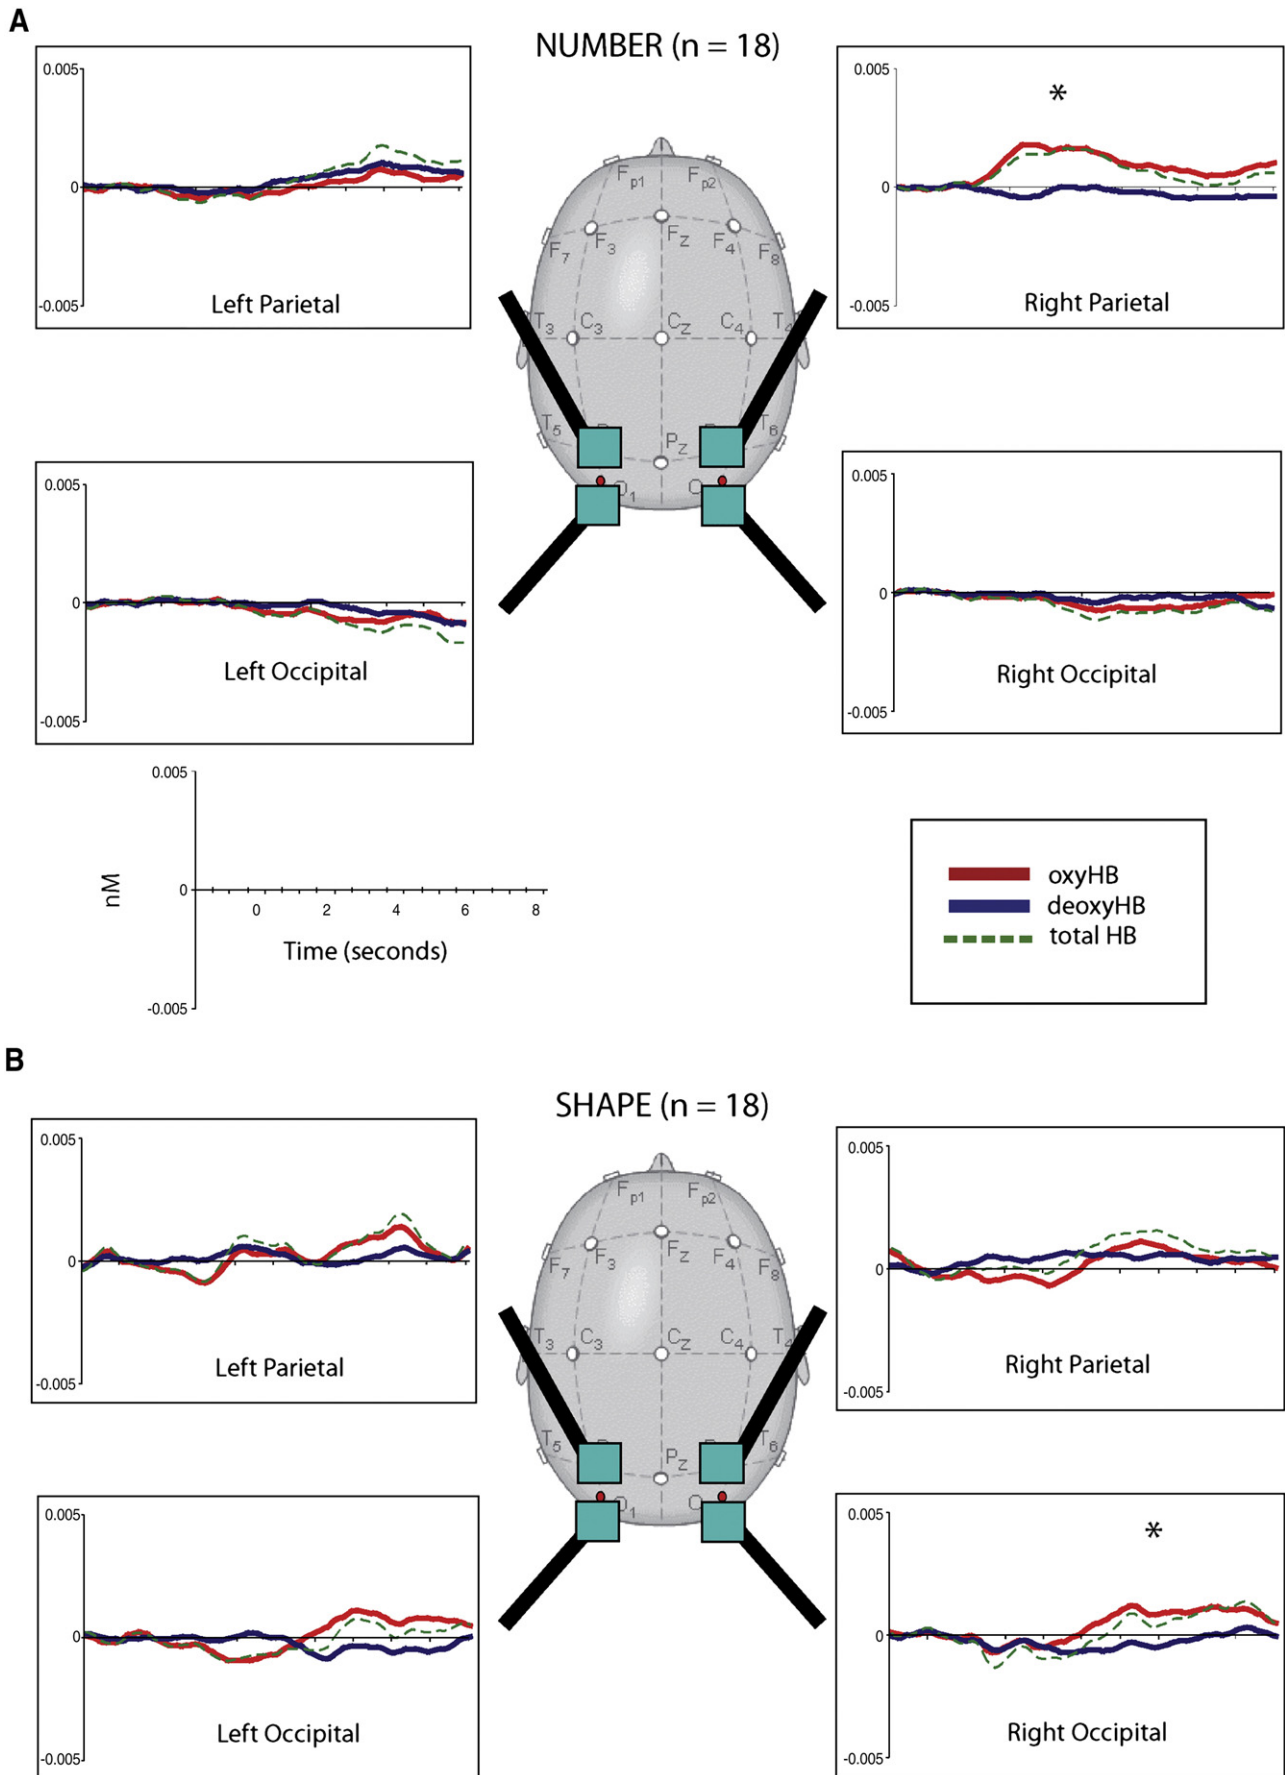 A
NUMBER (n = 18)
0.005
0
-0.005
Left Parietal
0.005
*
0
-0.005
Right Parietal
Fp1
Fp2
F7
F3
FZ
F4
F8
T3
C3
CZ
C4
T4
T5
PZ
T6
O1
0.005
0
-0.005
Left Occipital
0.005
0
-0.005
Right Occipital
0.005
nM
0
-0.005
0 2 4 6 8
Time (seconds)
oxyHB
deoxyHB
total HB
B
SHAPE (n = 18)
0.005
0
-0.005
Left Parietal
0.005
0
-0.005
Right Parietal
Fp1
Fp2
F7
F3
FZ
F4
F8
T3
C3
CZ
C4
T4
T5
PZ
T6
O1
0.005
0
-0.005
Left Occipital
0.005
*
0
-0.005
Right Occipital